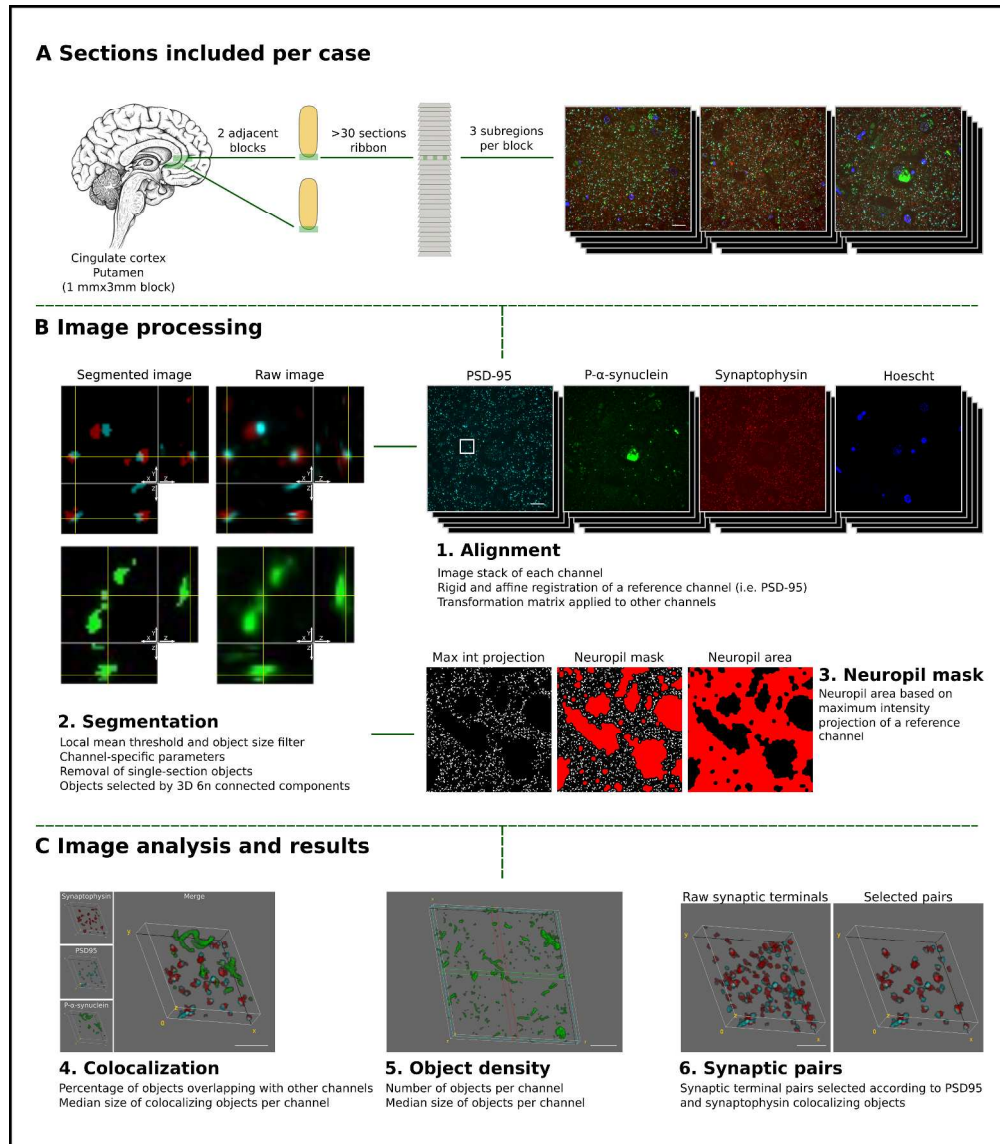 A Sections included per case
2 adjacent
blocks
>30 sections
ribbon
3 subregions
per block
Cingulate cortex
Putamen
(1 mmx3mm block)
B Image processing
Segmented image
Raw image
PSD-95
P-α-synuclein
Synaptophysin
Hoescht
Y
X
Z
Z
Y
X
Z
Z
Y
X
Z
Z
Y
X
Z
Z
1. Alignment
Image stack of each channel
Rigid and affine registration of a reference channel (i.e. PSD-95)
Transformation matrix applied to other channels
2. Segmentation
Local mean threshold and object size filter
Channel-specific parameters
Removal of single-section objects
Objects selected by 3D 6n connected components
Max int projection
Neuropil mask
Neuropil area
3. Neuropil mask
Neuropil area based on
maximum intensity
projection of a reference
channel
C Image analysis and results
Synaptophysin
PSD95
P-α-synuclein
Merge
y
z
0
x
Raw synaptic terminals
Selected pairs
y
z
0
x
y
z
0
x
4. Colocalization
Percentage of objects overlapping with other channels
Median size of colocalizing objects per channel
5. Object density
Number of objects per channel
Median size of objects per channel
6. Synaptic pairs
Synaptic terminal pairs selected according to PSD95
and synaptophysin colocalizing objects